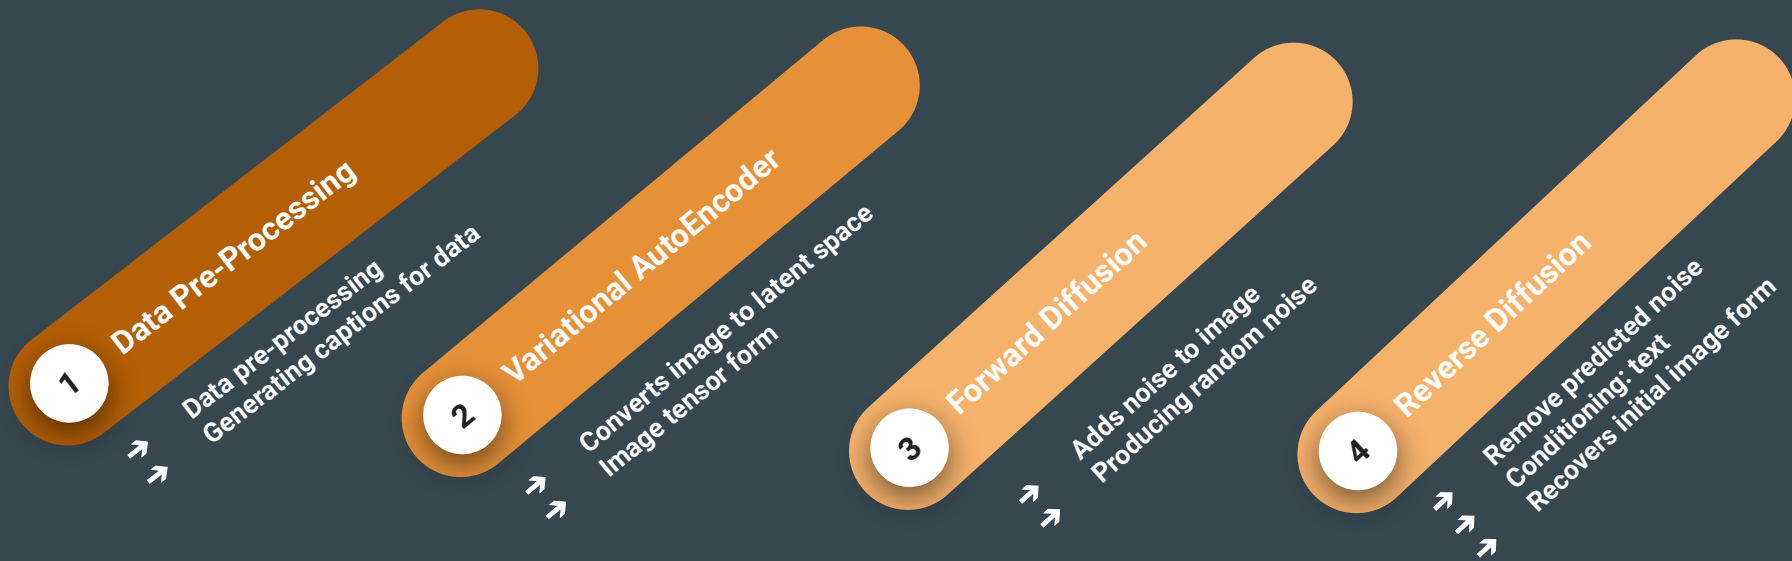 1
Data Pre-Processing
Data pre-processing
Generating captions for data
2
Variational AutoEncoder
Converts image to latent space
Image tensor form
3
Forward Diffusion
Adds noise to image
Producing random noise
4
Reverse Diffusion
Remove predicted noise
Conditioning: text
Recovers initial image form